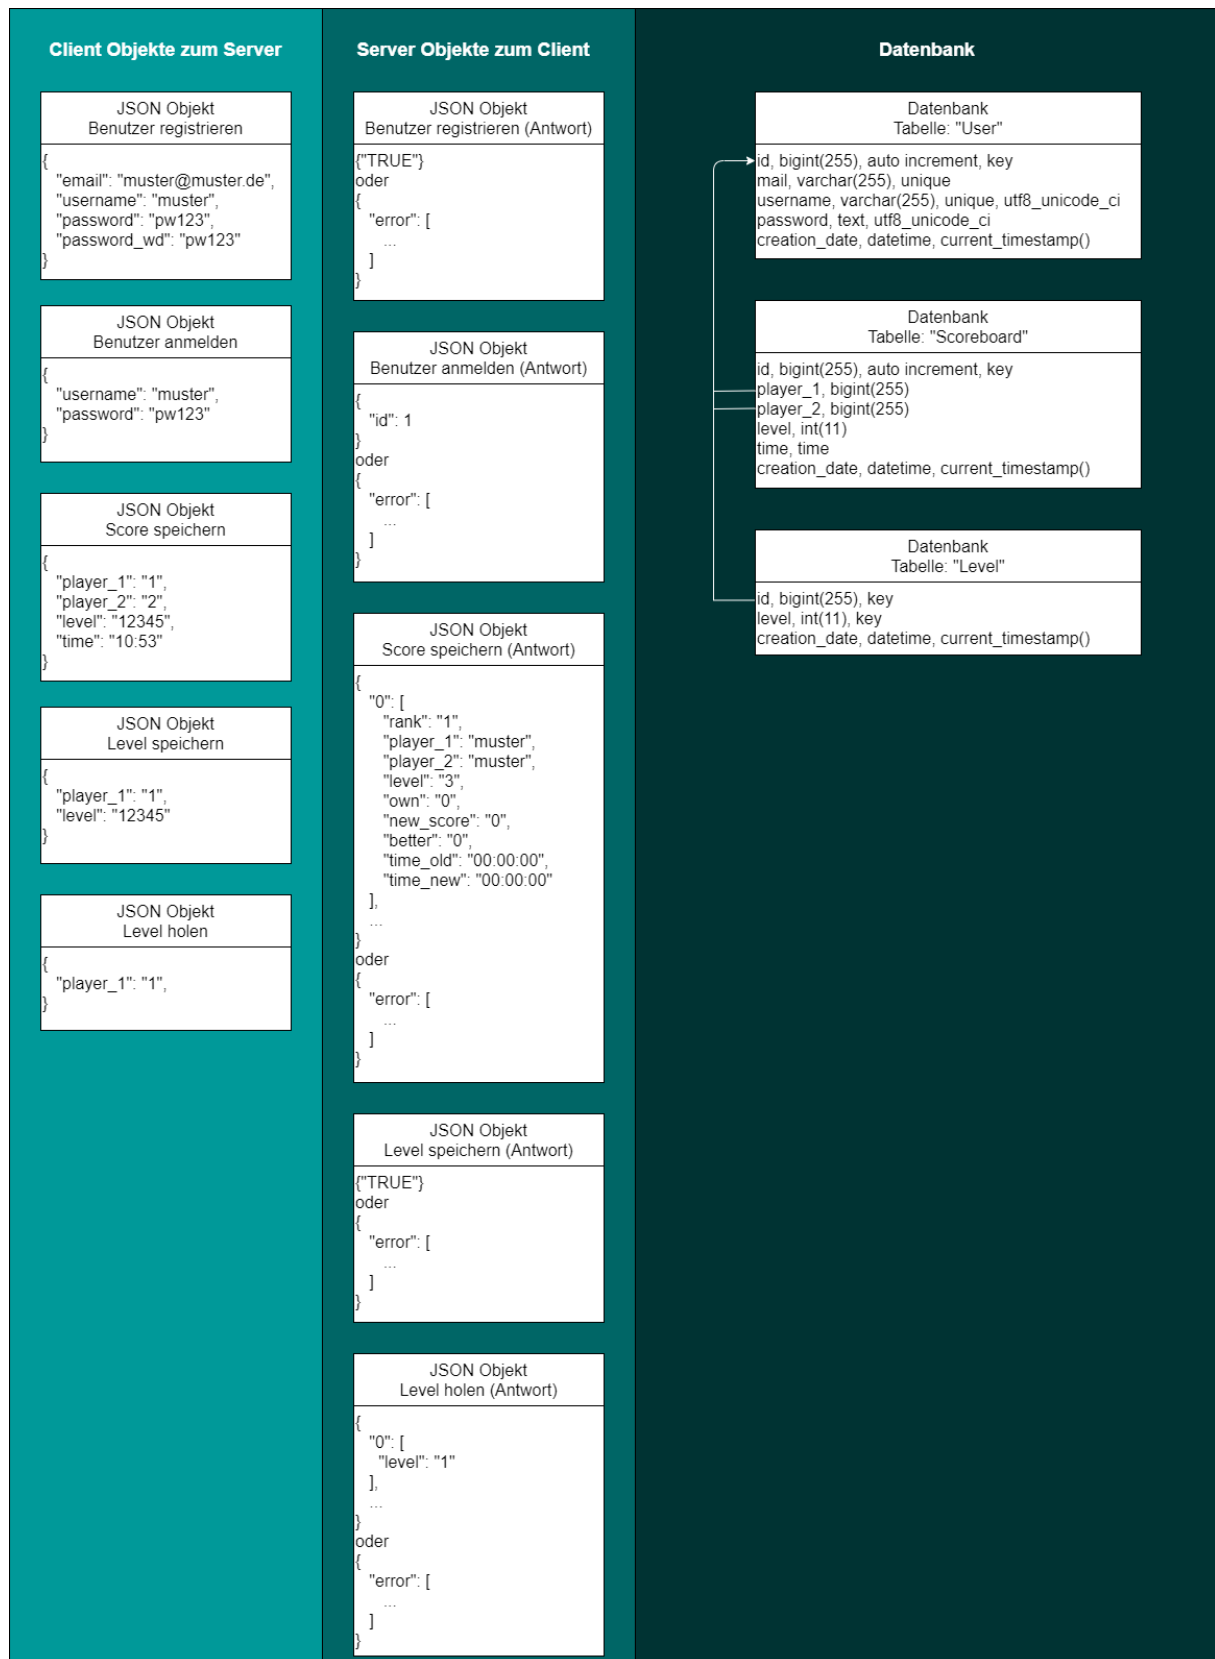 Client Objekte zum Server
JSON Objekt
Benutzer registrieren
{
"email": "muster@muster.de",
"username": "muster",
"password": "pw123",
"password_wd": "pw123"
}
JSON Objekt
Benutzer anmelden
{
"username": "muster",
"password": "pw123"
}
JSON Objekt
Score speichern
{
"player_1": "1",
"player_2": "2",
"level": "12345",
"time": "10:53"
}
JSON Objekt
Level speichern
{
"player_1": "1",
"level": "12345"
}
JSON Objekt
Level holen
{
"player_1": "1",
}
Server Objekte zum Client
JSON Objekt
Benutzer registrieren (Antwort)
{"TRUE"}
oder
{
"error": [
...
]
}
JSON Objekt
Benutzer anmelden (Antwort)
{
"id": 1
}
oder
{
"error": [
...
]
}
JSON Objekt
Score speichern (Antwort)
{
"0": [
"rank": "1",
"player_1": "muster",
"player_2": "muster",
"level": "3",
"own": "0",
"new_score": "0",
"better": "0",
"time_old": "00:00:00",
"time_new": "00:00:00"
],
...
}
oder
{
"error": [
...
]
}
JSON Objekt
Level speichern (Antwort)
{"TRUE"}
oder
{
"error": [
...
]
}
JSON Objekt
Level holen (Antwort)
{
"0": [
"level": "1"
],
...
}
oder
{
"error": [
...
]
}
Datenbank
Datenbank
Tabelle: "User"
id, bigint(255), auto increment, key
mail, varchar(255), unique
username, varchar(255), unique, utf8_unicode_ci
password, text, utf8_unicode_ci
creation_date, datetime, current_timestamp()
Datenbank
Tabelle: "Scoreboard"
id, bigint(255), auto increment, key
player_1, bigint(255)
player_2, bigint(255)
level, int(11)
time, time
creation_date, datetime, current_timestamp()
Datenbank
Tabelle: "Level"
id, bigint(255), key
level, int(11), key
creation_date, datetime, current_timestamp()